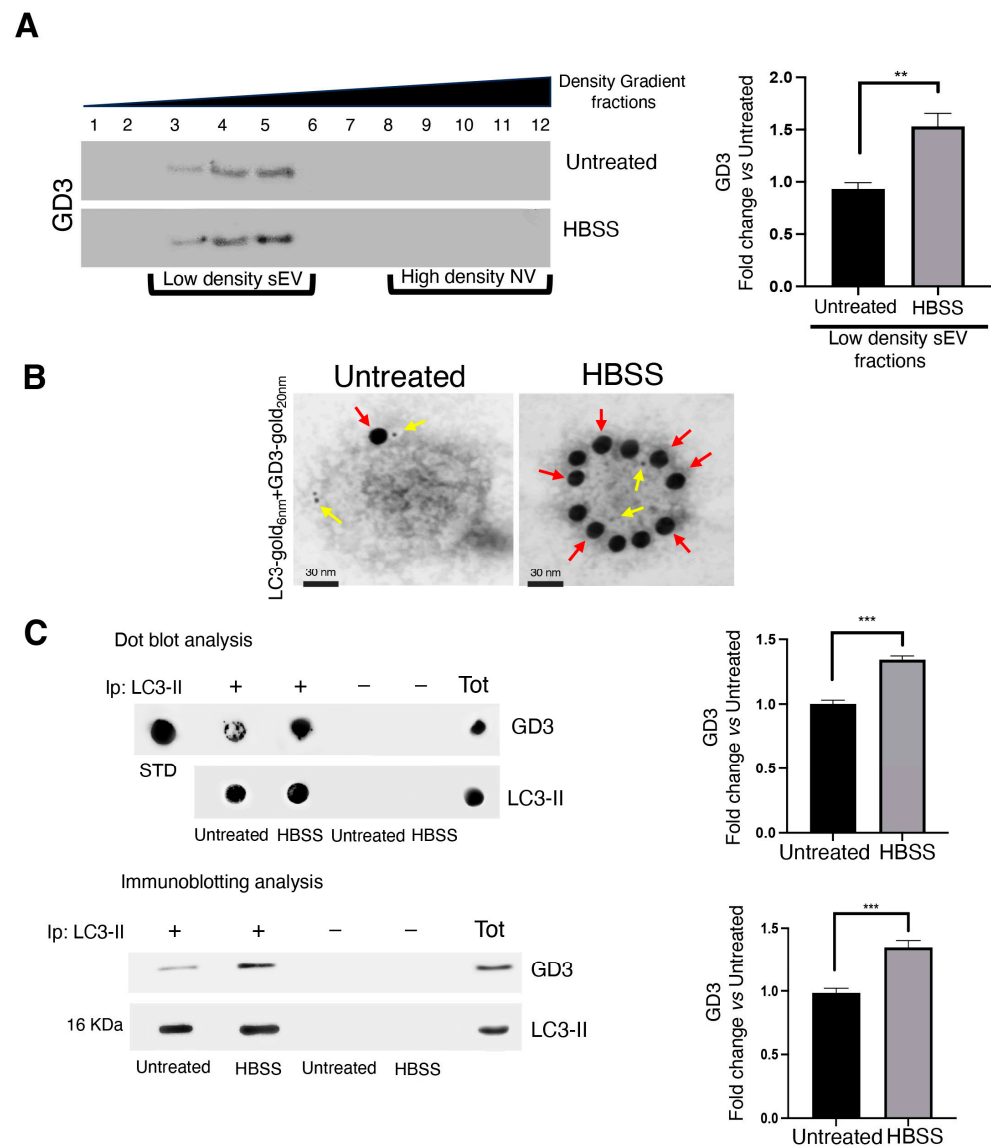 A
Density Gradient
fractions
1 2 3 4 5 6 7 8 9 10 11 12
GD3
Untreated
HBSS
Low density sEV
High density NV
GD3
Fold change vs Untreated
2.0
1.5
1.0
0.5
0.0
**
Untreated HBSS
Low density sEV
fractions
B
Untreated
HBSS
LC3-gold6nm+GD3-gold20nm
30 nm
30 nm
C
Dot blot analysis
Ip: LC3-II + + − − Tot
GD3
STD
LC3-II
Untreated HBSS Untreated HBSS
GD3
Fold change vs Untreated
1.5
1.0
0.5
0.0
***
Untreated HBSS
Immunoblotting analysis
Ip: LC3-II + + − − Tot
GD3
16 KDa
LC3-II
Untreated HBSS Untreated HBSS
GD3
Fold change vs Untreated
1.5
1.0
0.5
0.0
***
Untreated HBSS